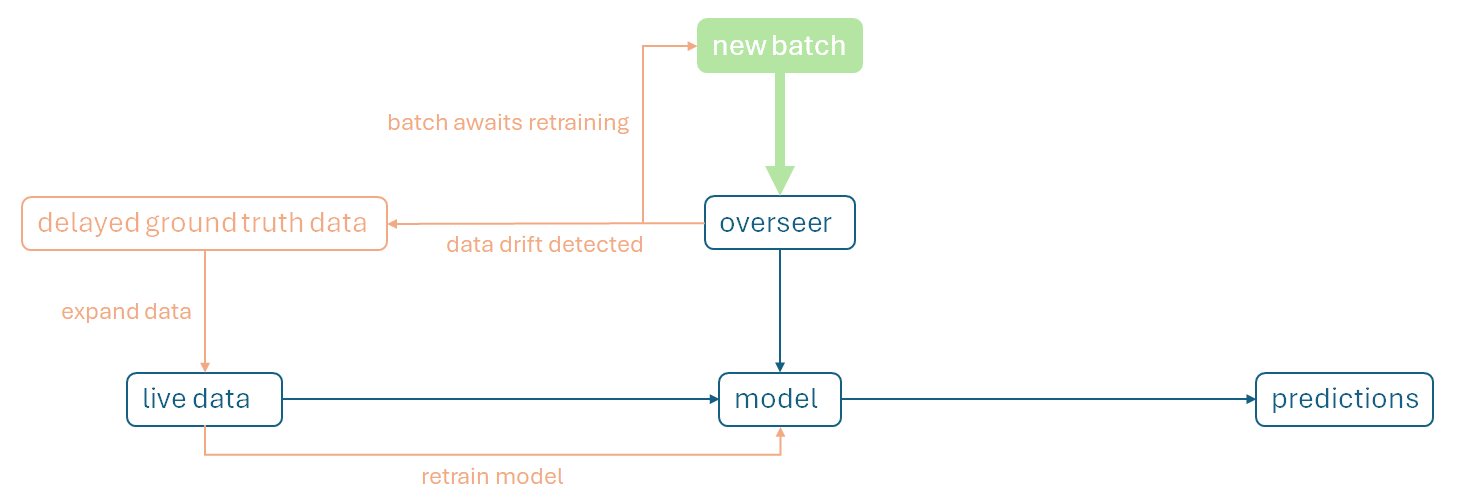 new batch
batch awaits retraining
delayed ground truth data
overseer
data drift detected
expand data
live data
model
predictions
retrain model